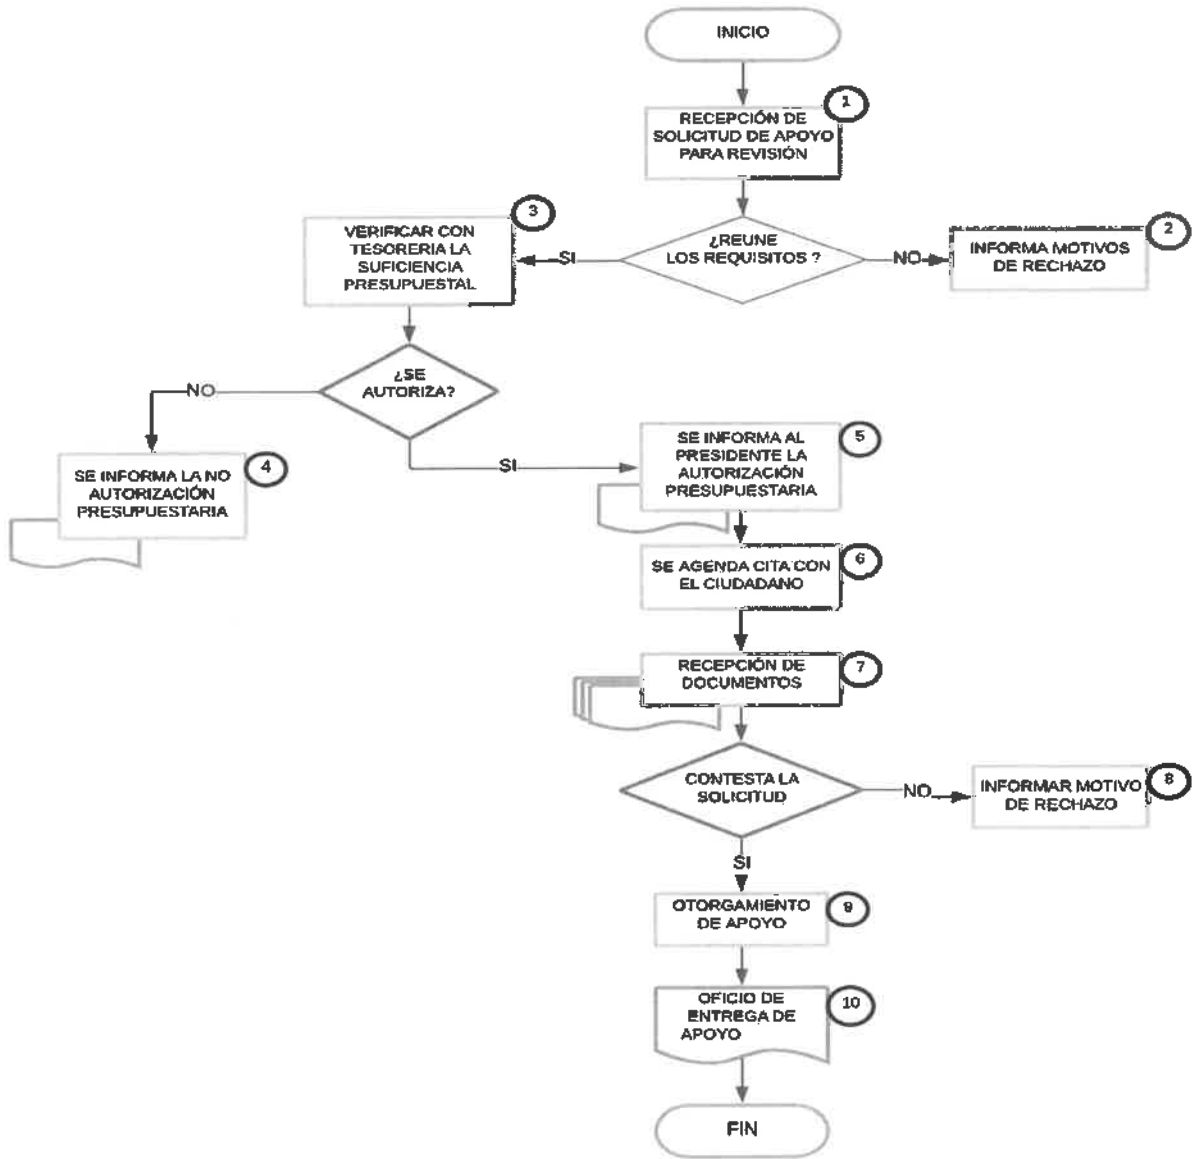 INICIO
1
RECEPCIÓN DE
SOLICITUD DE APOYO
PARA REVISIÓN
¿REUNE
LOS REQUISITOS ?
NO
2
INFORMA MOTIVOS
DE RECHAZO
SI
3
VERIFICAR CON
TESORERIA LA
SUFICIENCIA
PRESUPUESTAL
¿SE
AUTORIZA?
NO
4
SE INFORMA LA NO
AUTORIZACIÓN
PRESUPUESTARIA
SI
5
SE INFORMA AL
PRESIDENTE LA
AUTORIZACIÓN
PRESUPUESTARIA
6
SE AGENDA CITA CON
EL CIUDADANO
7
RECEPCIÓN DE
DOCUMENTOS
CONTESTA LA
SOLICITUD
NO
8
INFORMAR MOTIVO
DE RECHAZO
SI
9
OTORGAMIENTO
DE APOYO
10
OFICIO DE
ENTREGA DE
APOYO
FIN